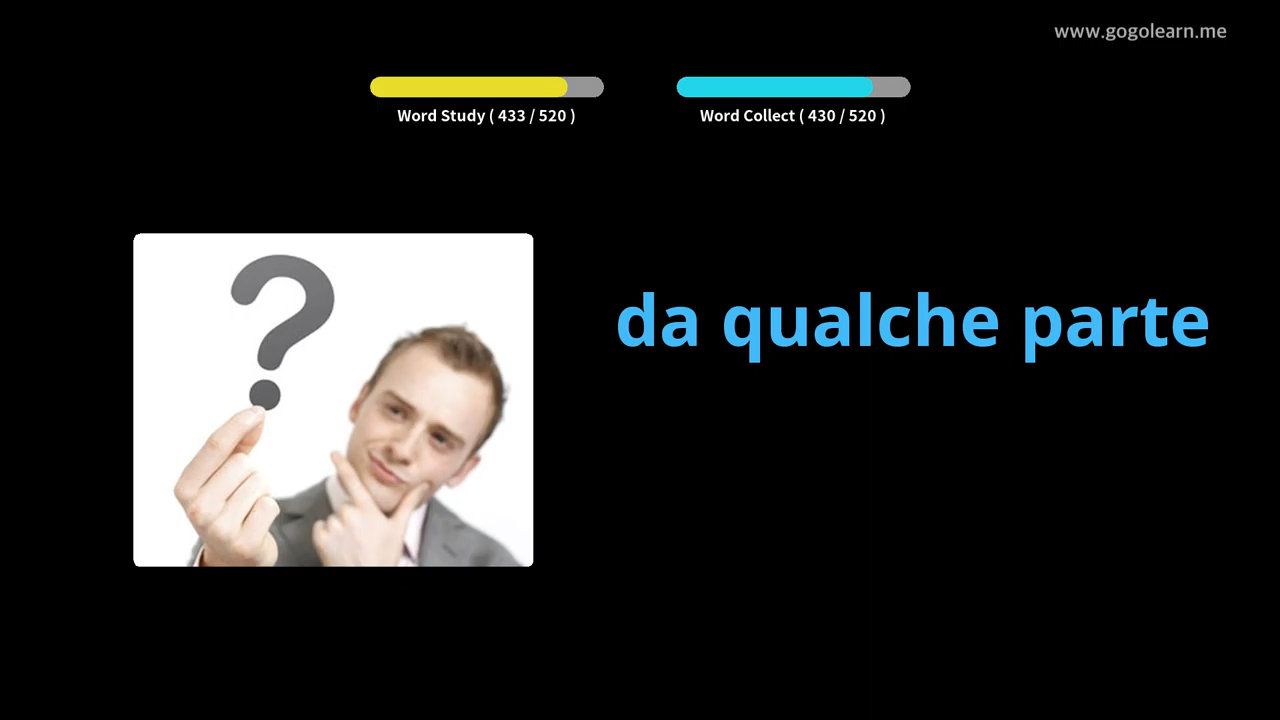 www.gogolearn.me
Word Study ( 433 / 520 )
Word Collect ( 430 / 520 )
?
da qualche parte